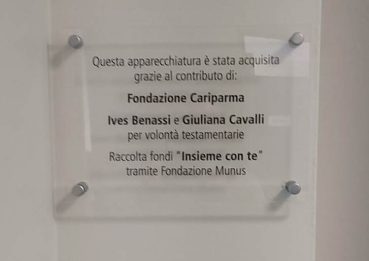 Questa apparecchiatura è stata acquisita
grazie al contributo di:
Fondazione Cariparma
Ives Benassi e Giuliana Cavalli
per volontà testamentarie
Raccolta fondi "Insieme con te"
tramite Fondazione Munus